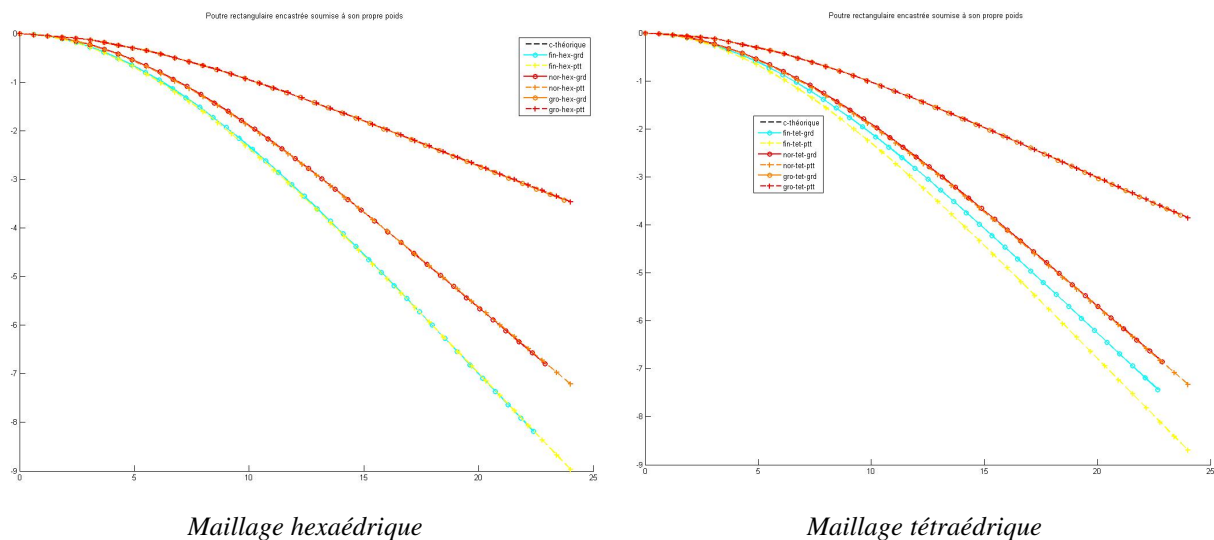 Poutre rectangulaire encastrée soumise à son propre poids
0
-1
-2
-3
-4
-5
-6
-7
-8
-9
0 5 10 15 20 25
c-théorique
fin-hex-grd
fin-hex-ptt
nor-hex-grd
nor-hex-ptt
gro-hex-grd
gro-hex-ptt
Maillage hexaédrique
Poutre rectangulaire encastrée soumise à son propre poids
0
-1
-2
-3
-4
-5
-6
-7
-8
-9
0 5 10 15 20 25
c-théorique
fin-tet-grd
fin-tet-ptt
nor-tet-grd
nor-tet-ptt
gro-tet-grd
gro-tet-ptt
Maillage tétraédrique